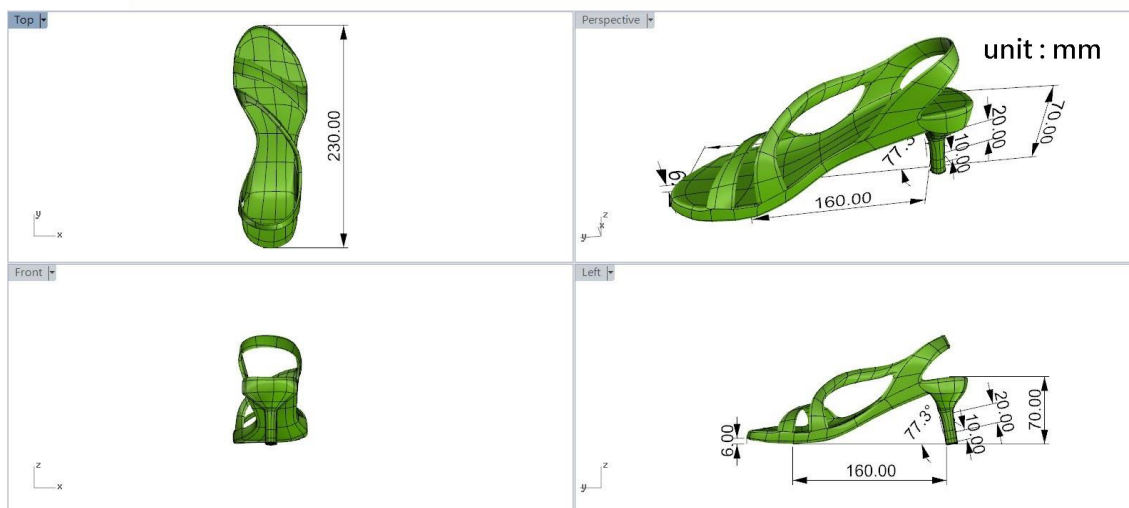 Top
230.00
y
x
Perspective
unit : mm
70.00
20.00
10.00
77.3
6.
160.00
z
x
y
Front
z
x
Left
6.00
77.3°
20.00
10.00
70.00
160.00
z
y